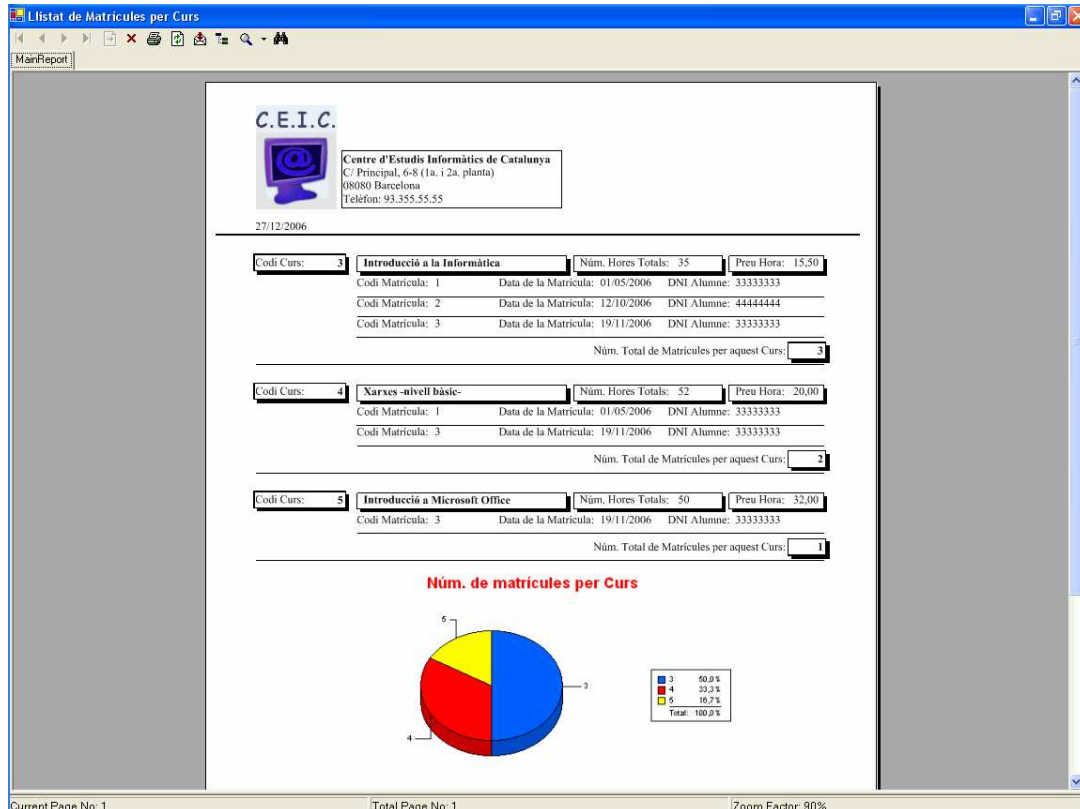 Llistat de Matrícules per Curs
MainReport
C.E.I.C.
@
Centre d'Estudis Informàtics de Catalunya
C/ Principal, 6-8 (1a. i 2a. planta)
08080 Barcelona
Telèfon: 93.355.55.55
27/12/2006
Codi Curs: 3 Introducció a la Informàtica Núm. Hores Totals: 35 Preu Hora: 15,50
Codi Matrícula: 1 Data de la Matrícula: 01/05/2006 DNI Alumne: 33333333
Codi Matrícula: 2 Data de la Matrícula: 12/10/2006 DNI Alumne: 44444444
Codi Matrícula: 3 Data de la Matrícula: 19/11/2006 DNI Alumne: 33333333
Núm. Total de Matrícules per aquest Curs: 3
Codi Curs: 4 Xarxes -nivell bàsic- Núm. Hores Totals: 52 Preu Hora: 20,00
Codi Matrícula: 1 Data de la Matrícula: 01/05/2006 DNI Alumne: 33333333
Codi Matrícula: 3 Data de la Matrícula: 19/11/2006 DNI Alumne: 33333333
Núm. Total de Matrícules per aquest Curs: 2
Codi Curs: 5 Introducció a Microsoft Office Núm. Hores Totals: 50 Preu Hora: 32,00
Codi Matrícula: 3 Data de la Matrícula: 19/11/2006 DNI Alumne: 33333333
Núm. Total de Matrícules per aquest Curs: 1
Núm. de matrícules per Curs
5
3
4
3 50,0%
4 33,3%
5 16,7%
Total: 100,0%
Current Page No: 1 Total Page No: 1 Zoom Factor: 90%